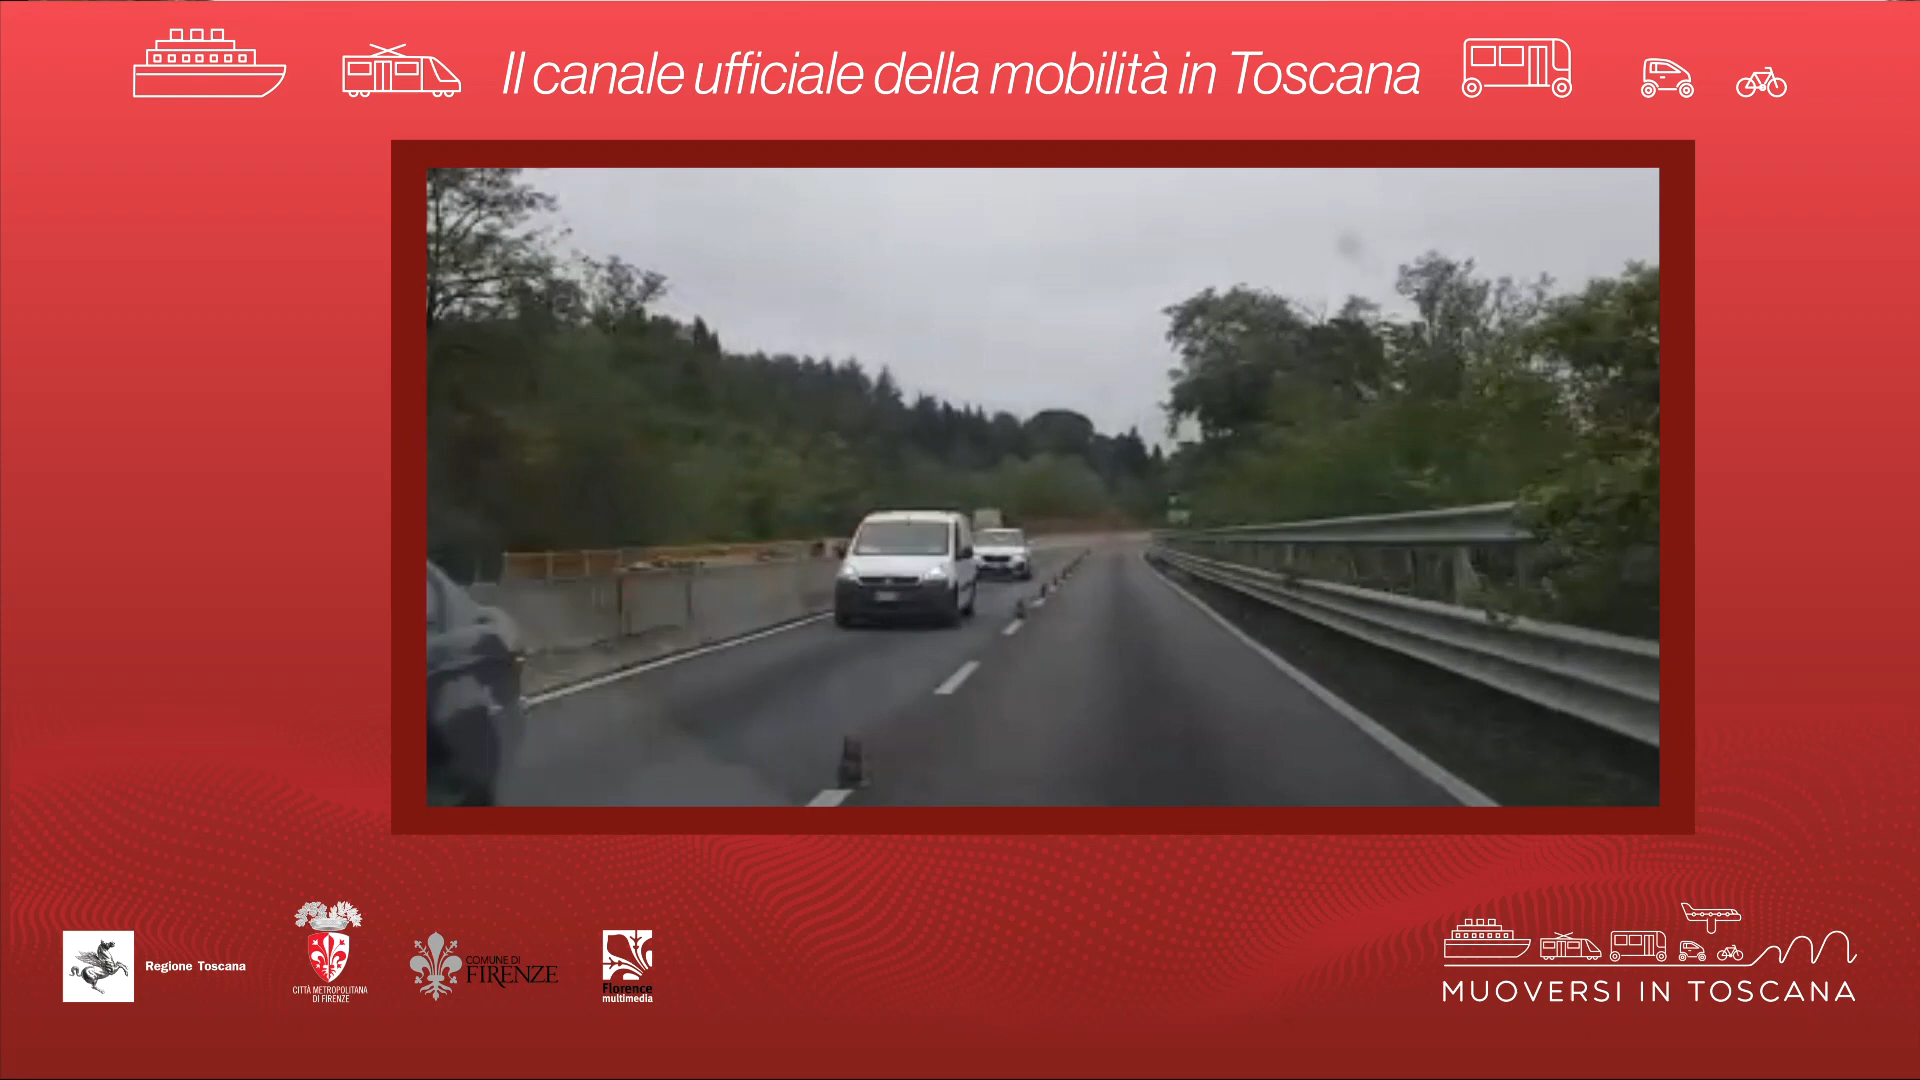 Il canale ufficiale della mobilità in Toscana
Regione Toscana
CITTÀ METROPOLITANA
DI FIRENZE
COMUNE DI
FIRENZE
Florence
multimedia
MUOVERSI IN TOSCANA